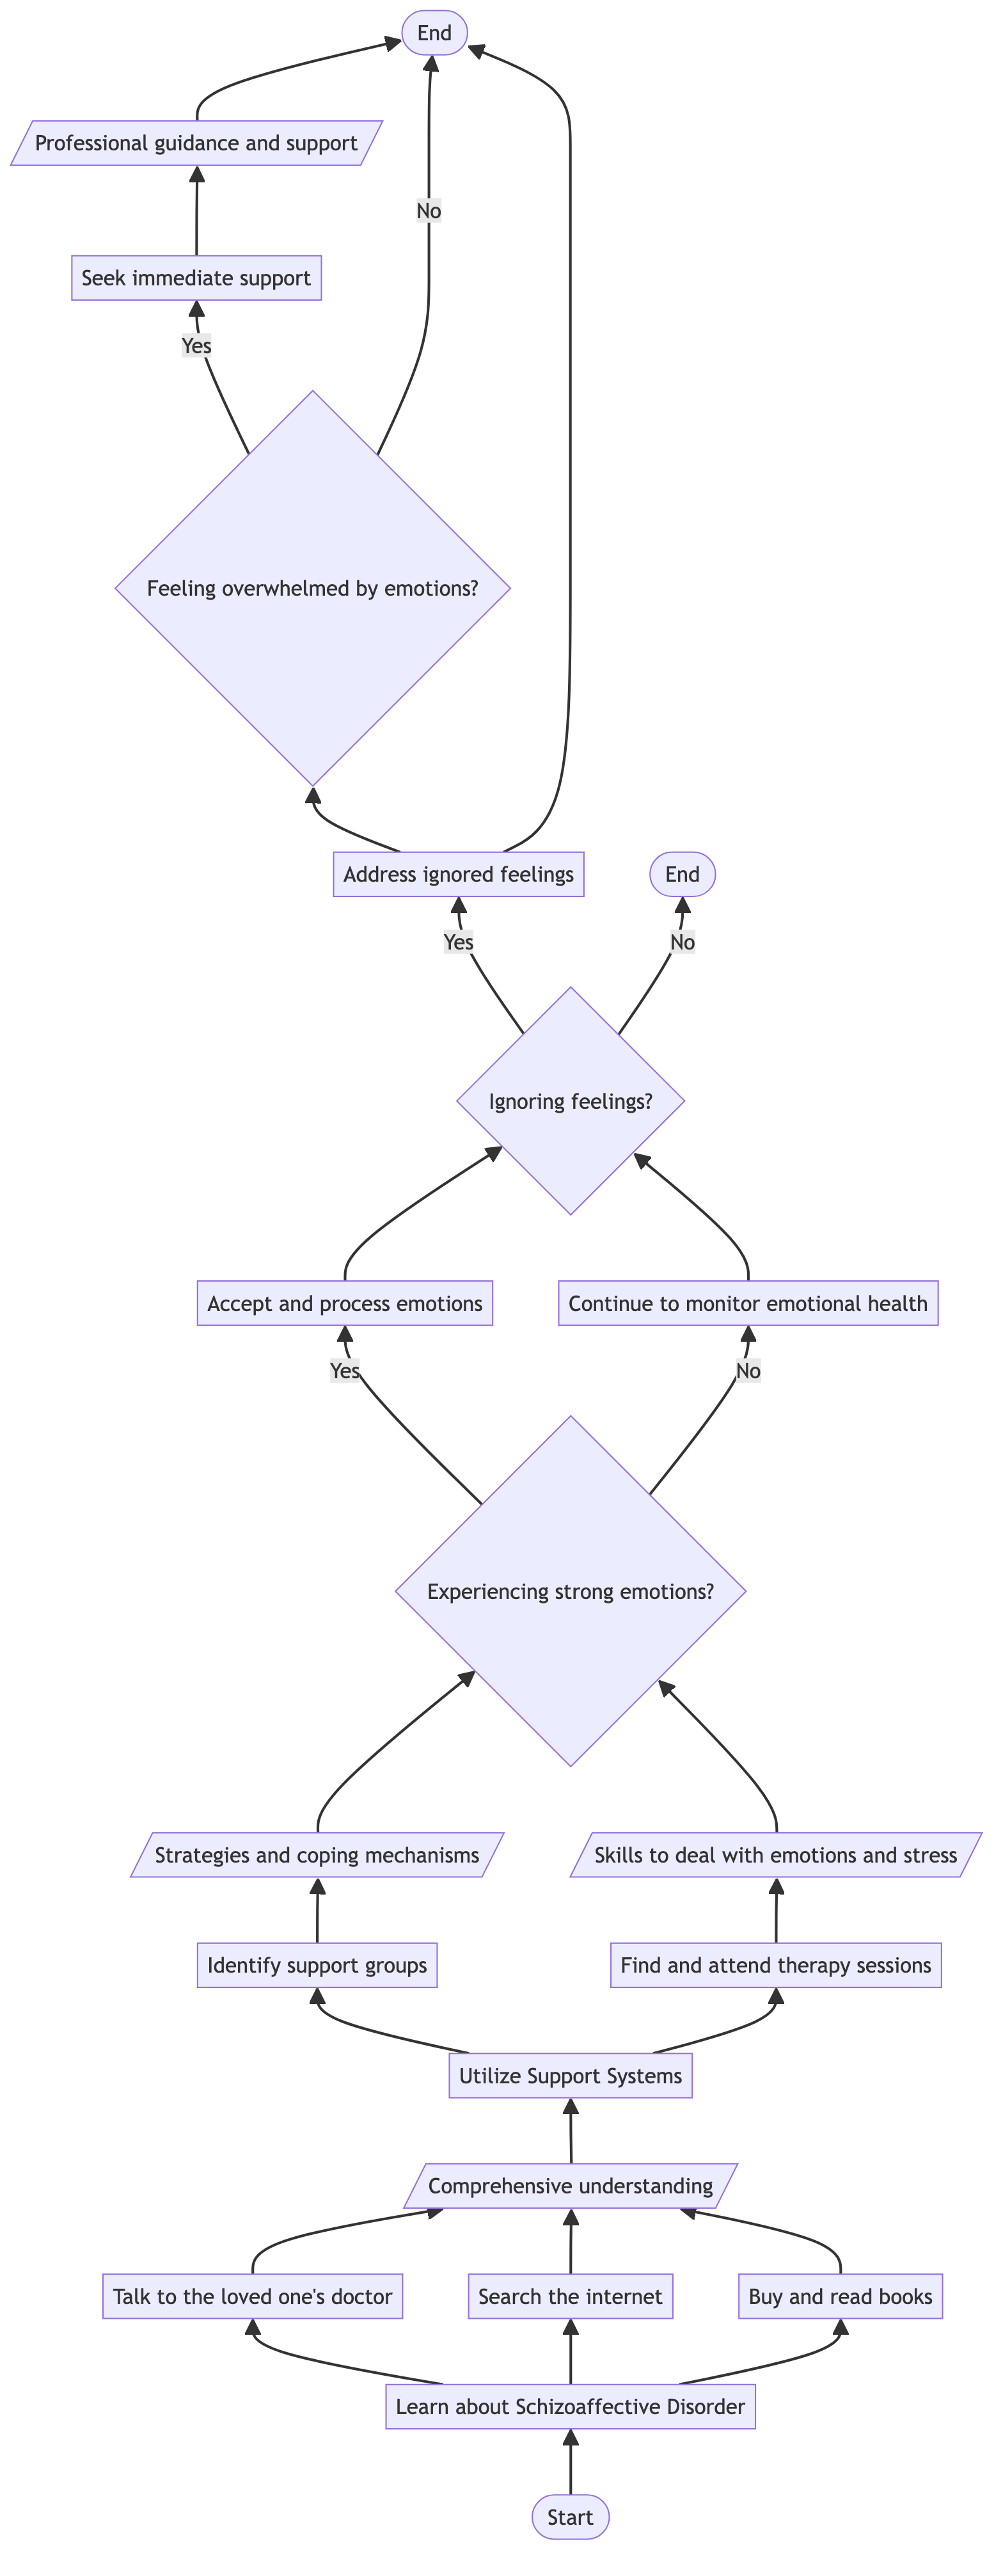 End
Professional guidance and support
No
Seek immediate support
Yes
Feeling overwhelmed by emotions?
Address ignored feelings
End
Yes
No
Ignoring feelings?
Accept and process emotions
Continue to monitor emotional health
Yes
No
Experiencing strong emotions?
Strategies and coping mechanisms
Skills to deal with emotions and stress
Identify support groups
Find and attend therapy sessions
Utilize Support Systems
Comprehensive understanding
Talk to the loved one's doctor
Search the internet
Buy and read books
Learn about Schizoaffective Disorder
Start